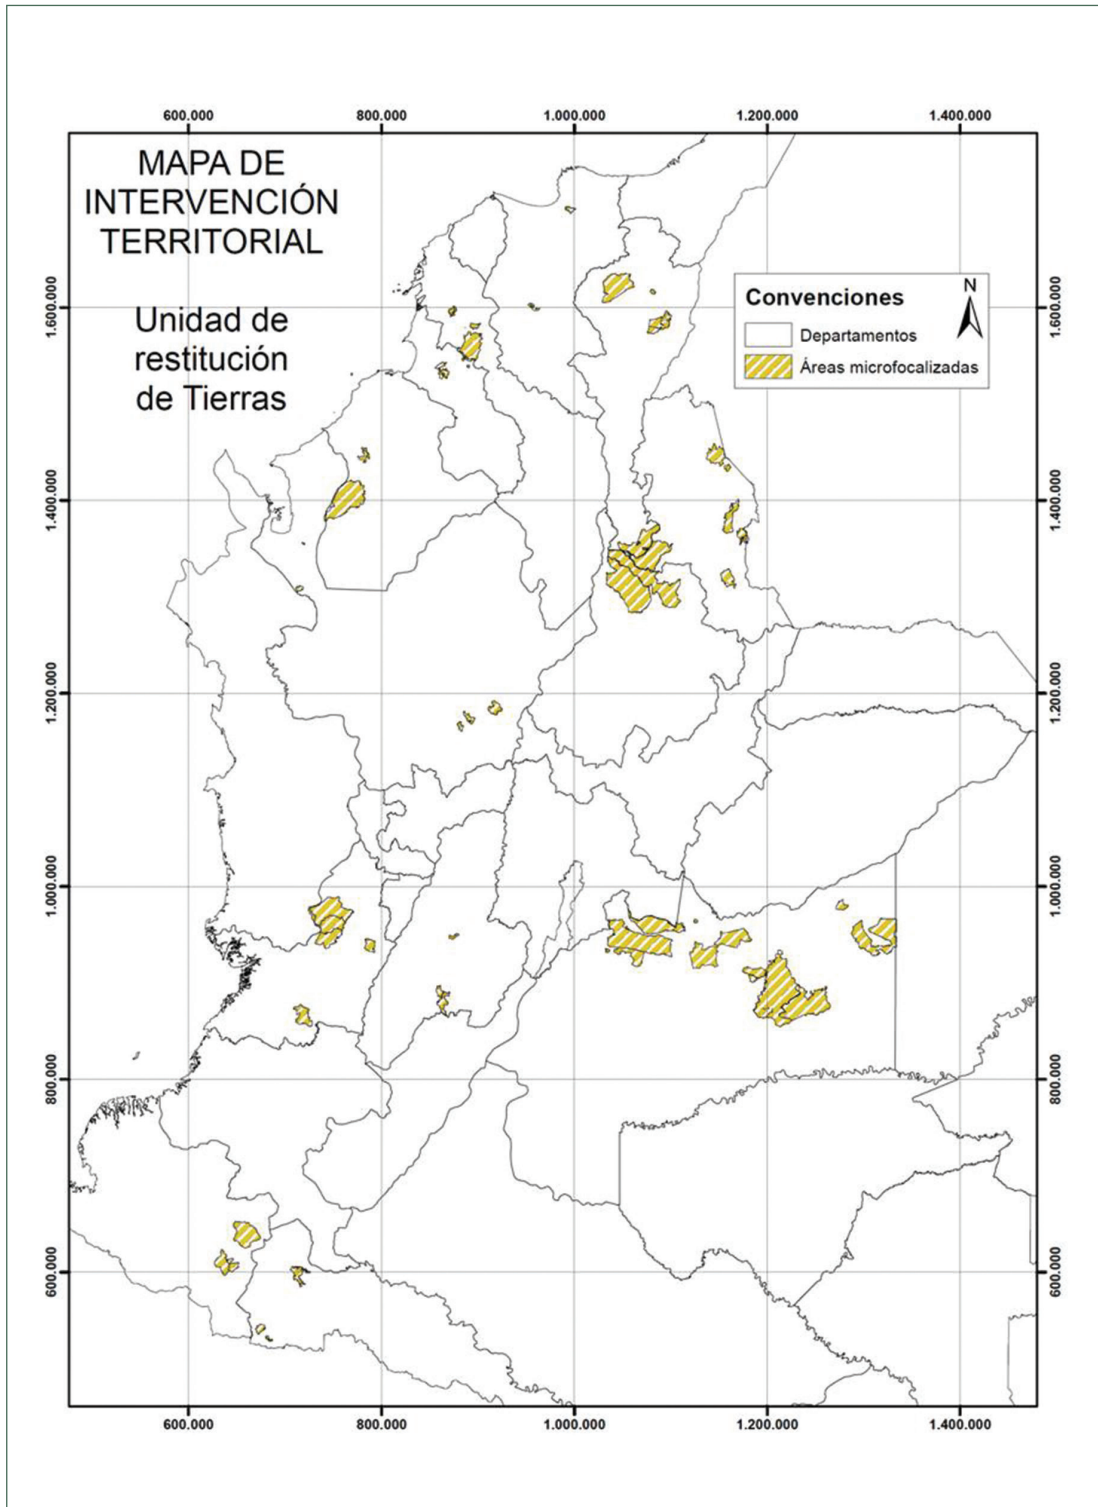 600.000 800.000 1.000.000 1.200.000 1.400.000
MAPA DE
INTERVENCIÓN
TERRITORIAL
Unidad de
restitución
de Tierras
Convenciones
N
Departamentos
Áreas microfocalizadas
1.600.000
1.400.000
1.200.000
1.000.000
800.000
600.000
1.600.000
1.400.000
1.200.000
1.000.000
800.000
600.000
600.000 800.000 1.000.000 1.200.000 1.400.000